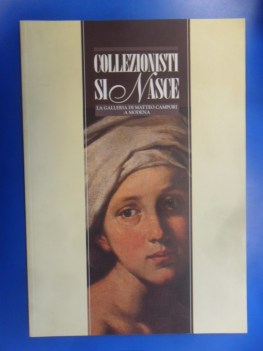 COLLEZIONISTI
SI NASCE
LA GALLERIA DI MATTEO CAMPORI
A MODENA